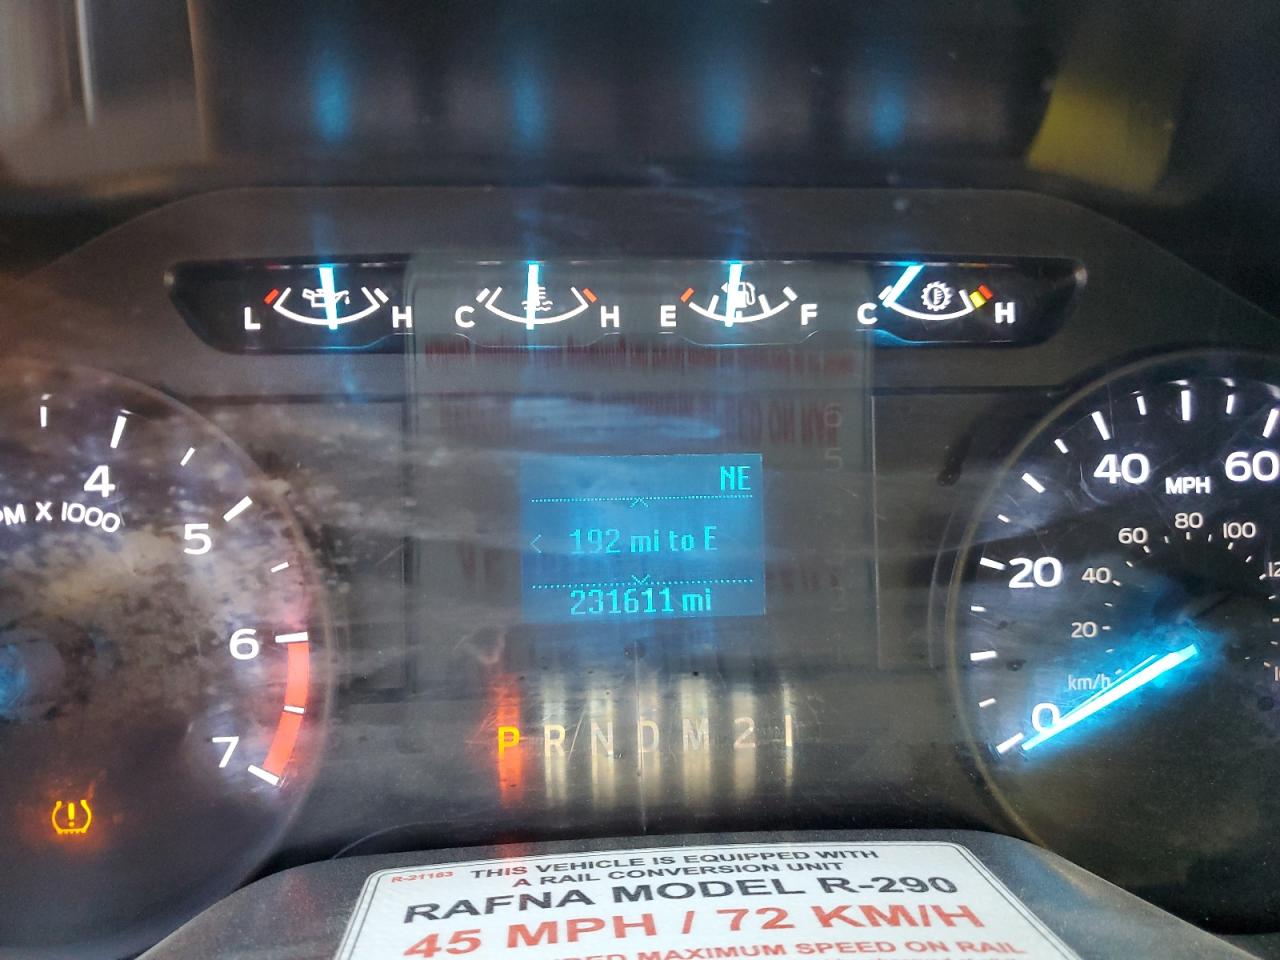 L H C H E F C H
4
5
6
7
X 1000
NE
< 192 mi to E
231611 mi
P R N D M 2 1
0 20 40 60
MPH
20 40 60 80 100
km/h
R-21163
THIS VEHICLE IS EQUIPPED WITH
A RAIL CONVERSION UNIT
RAFNA MODEL R-290
45 MPH / 72 KM/H
MAXIMUM SPEED ON RAIL